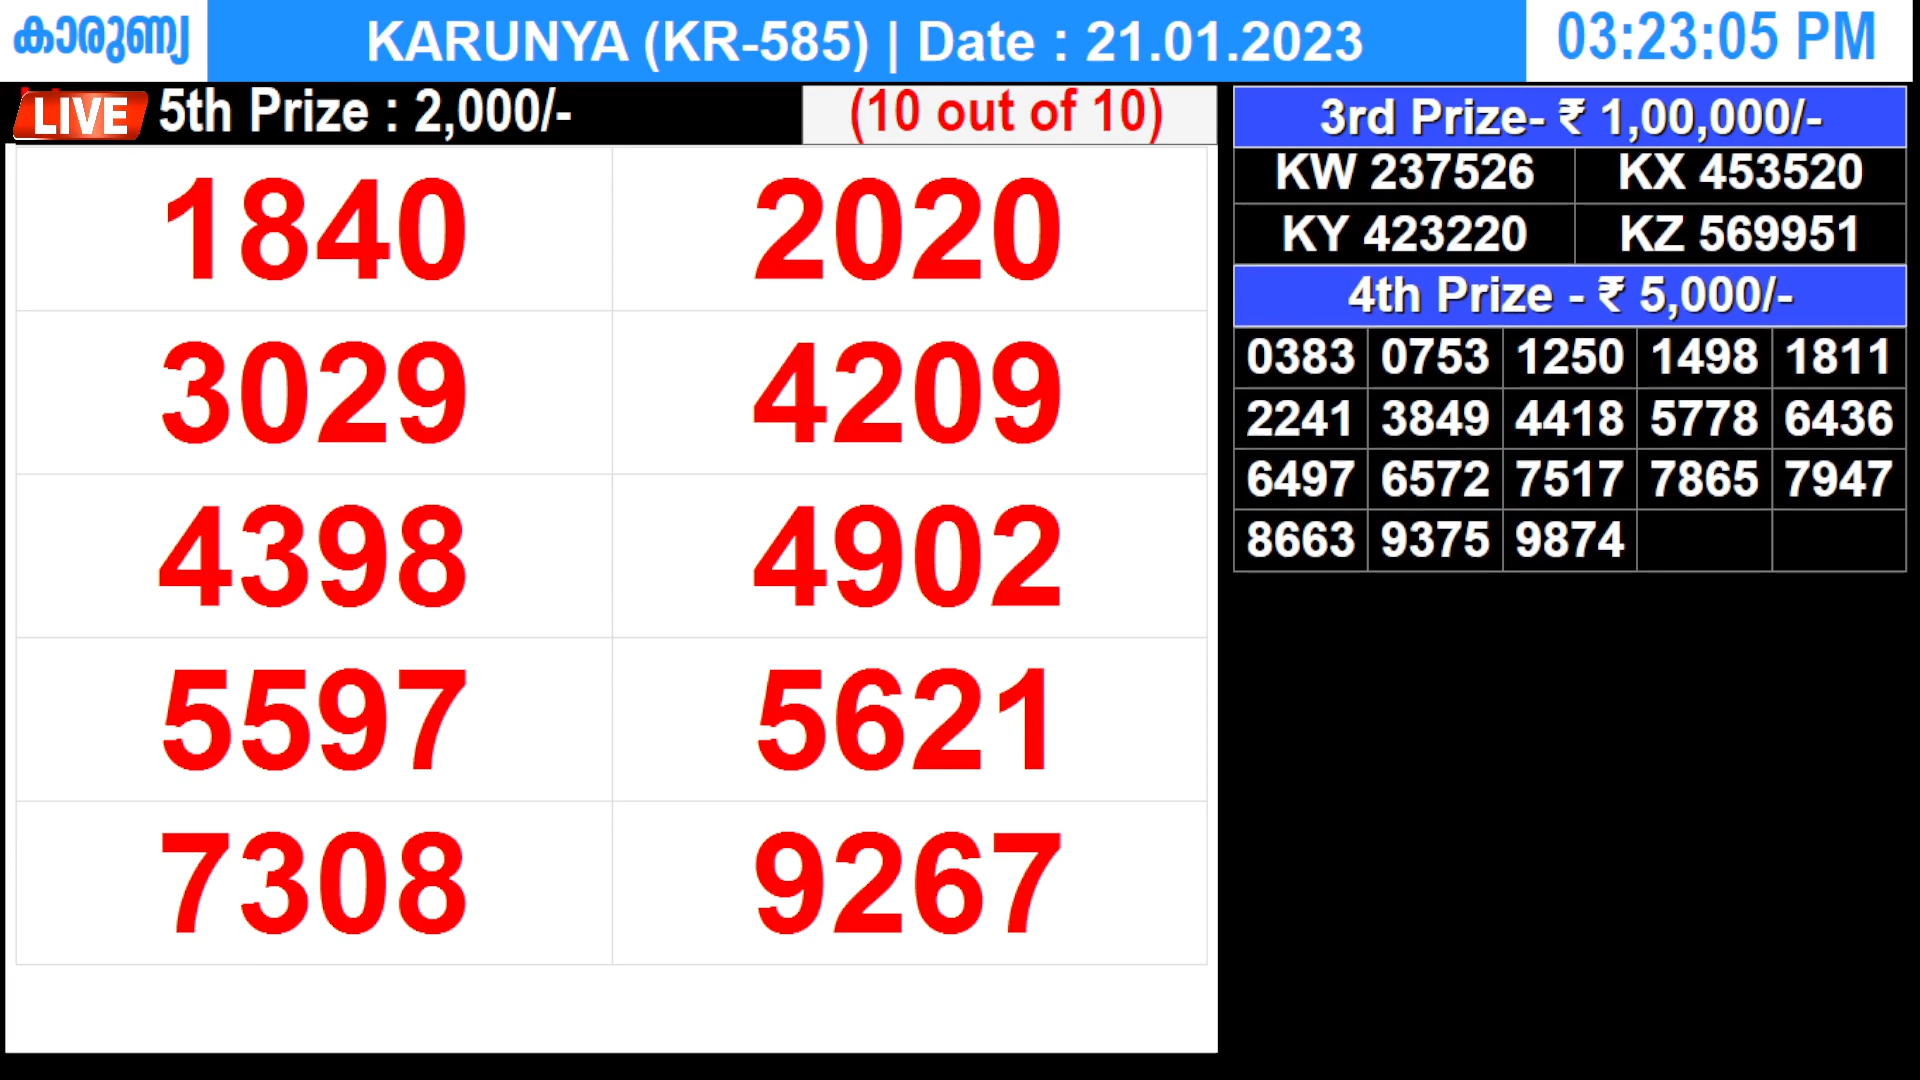 കാരുണ്യ KARUNYA (KR-585) | Date : 21.01.2023 03:23:05 PM
LIVE 5th Prize : 2,000/- (10 out of 10)
1840 2020
3029 4209
4398 4902
5597 5621
7308 9267
3rd Prize- ₹ 1,00,000/-
KW 237526 KX 453520
KY 423220 KZ 569951
4th Prize - ₹ 5,000/-
0383 0753 1250 1498 1811
2241 3849 4418 5778 6436
6497 6572 7517 7865 7947
8663 9375 9874